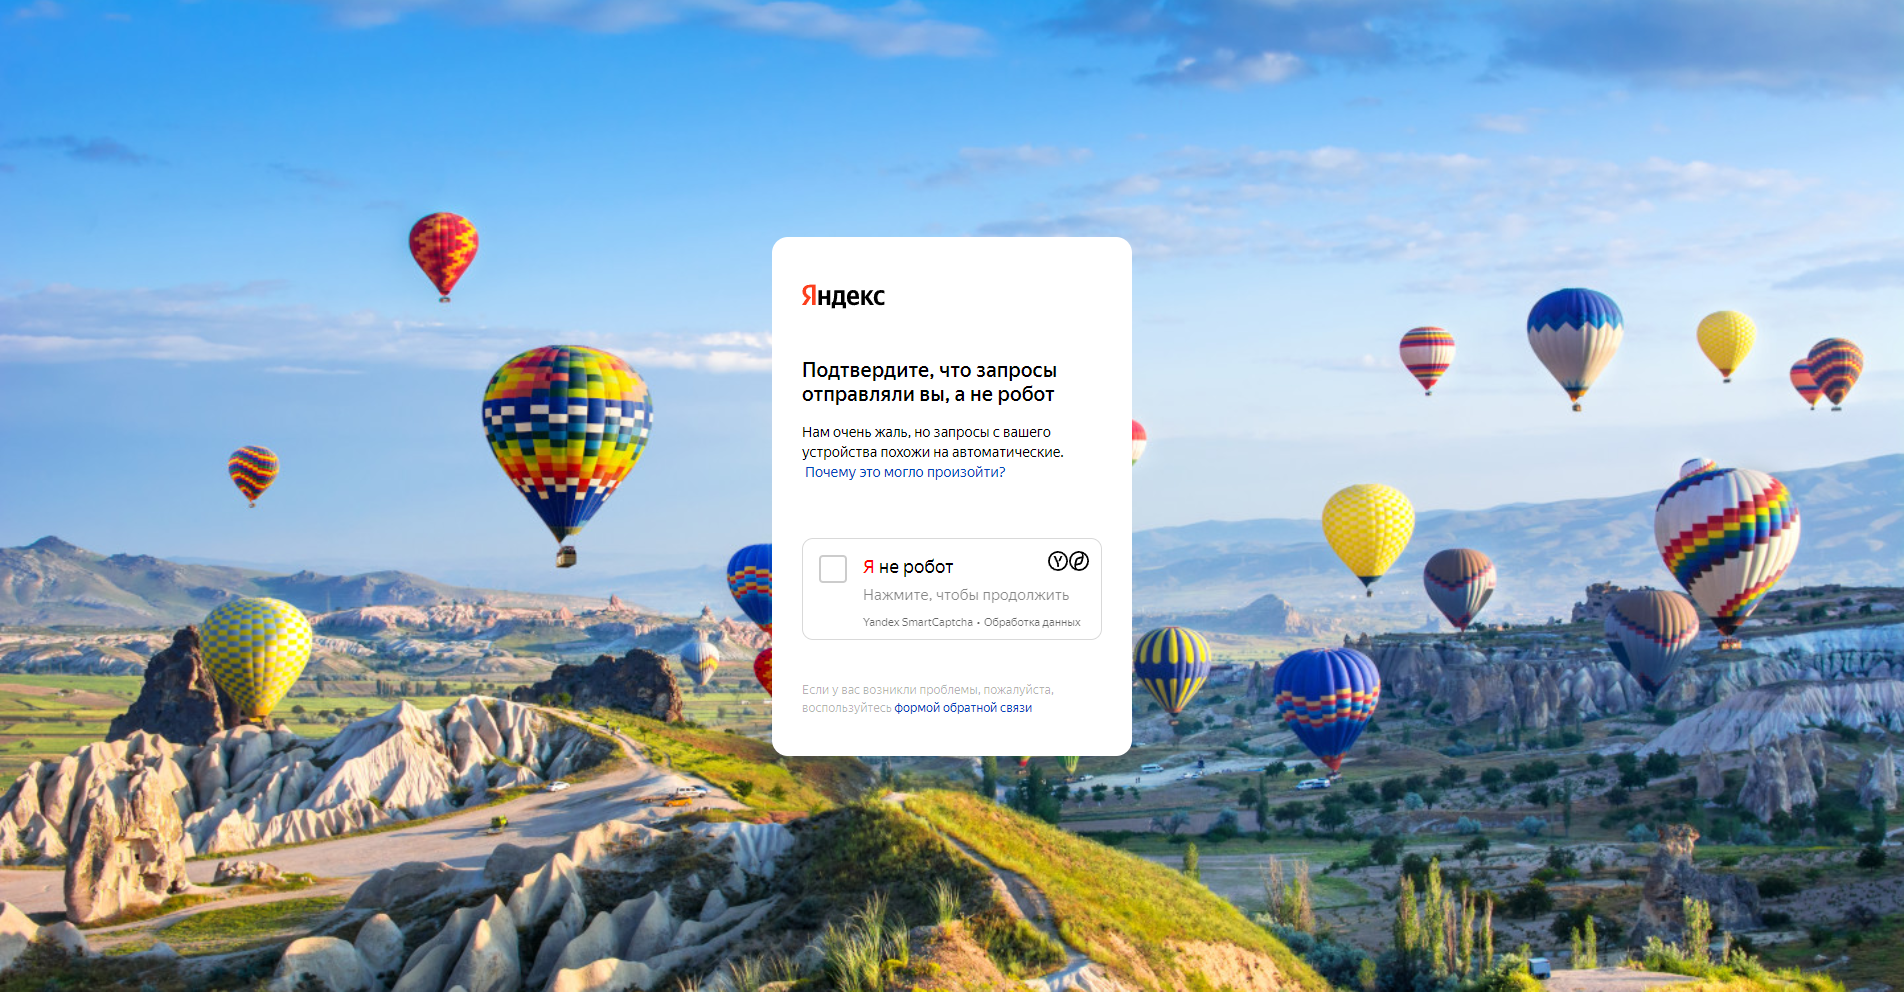 Яндекс
Подтвердите, что запросы
отправляли вы, а не робот
Нам очень жаль, но запросы с вашего
устройства похожи на автоматические.
Почему это могло произойти?
Я не робот
Нажмите, чтобы продолжить
Yandex SmartCaptcha • Обработка данных
Если у вас возникли проблемы, пожалуйста,
воспользуйтесь формой обратной связи